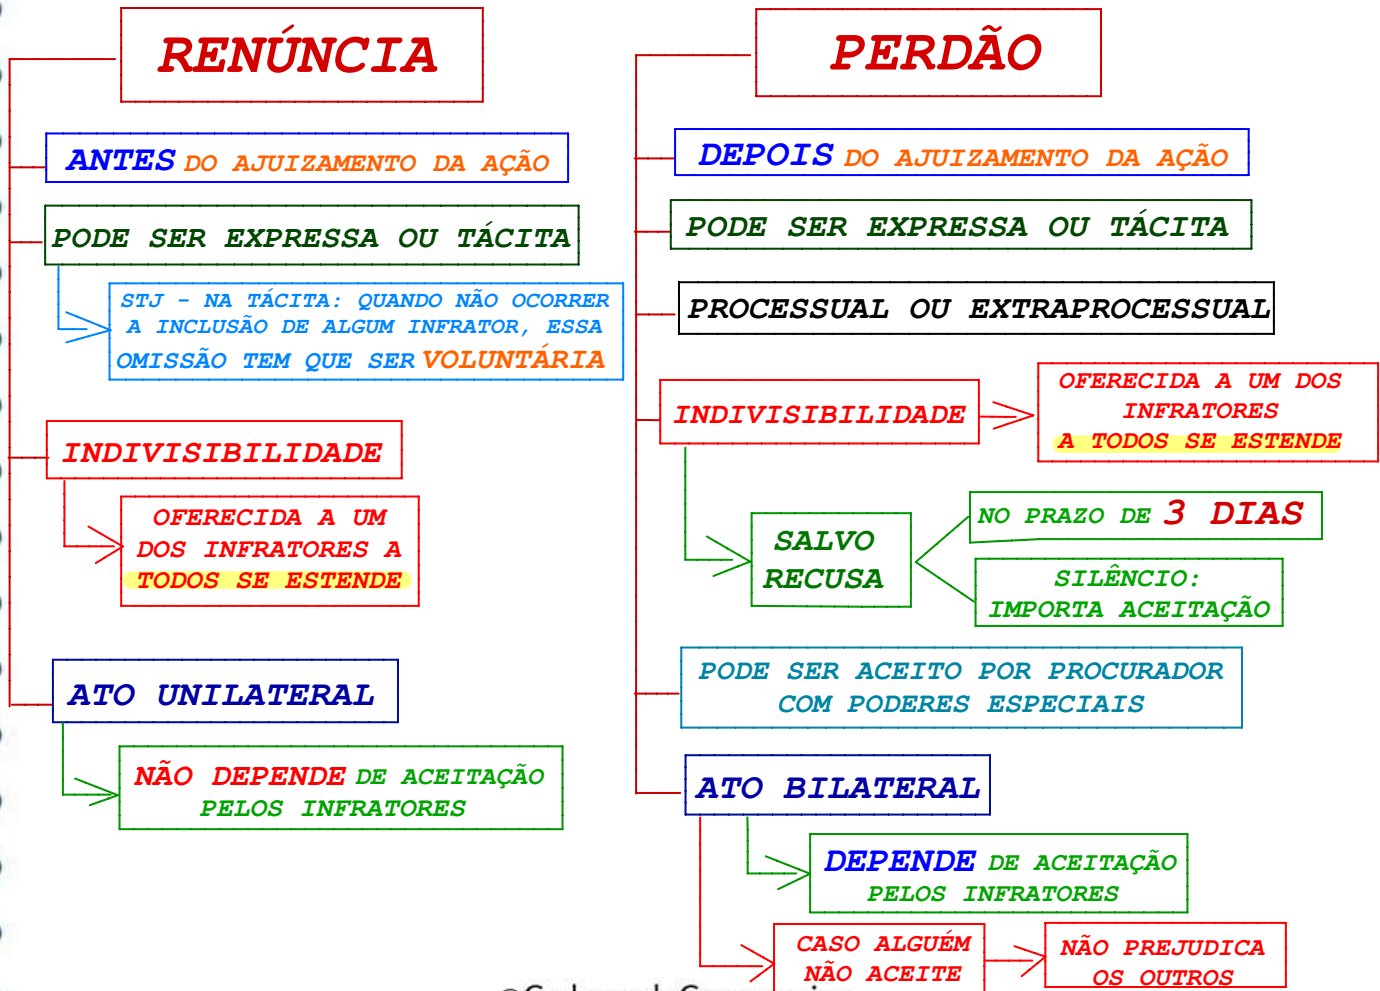 RENÚNCIA
ANTES DO AJUIZAMENTO DA AÇÃO
PODE SER EXPRESSA OU TÁCITA
STJ - NA TÁCITA: QUANDO NÃO OCORRER
A INCLUSÃO DE ALGUM INFRATOR, ESSA
OMISSÃO TEM QUE SER VOLUNTÁRIA
INDIVISIBILIDADE
OFERECIDA A UM
DOS INFRATORES A
TODOS SE ESTENDE
ATO UNILATERAL
NÃO DEPENDE DE ACEITAÇÃO
PELOS INFRATORES
PERDÃO
DEPOIS DO AJUIZAMENTO DA AÇÃO
PODE SER EXPRESSA OU TÁCITA
PROCESSUAL OU EXTRAPROCESSUAL
INDIVISIBILIDADE
OFERECIDA A UM DOS
INFRATORES
A TODOS SE ESTENDE
SALVO
RECUSA
NO PRAZO DE 3 DIAS
SILÊNCIO:
IMPORTA ACEITAÇÃO
PODE SER ACEITO POR PROCURADOR
COM PODERES ESPECIAIS
ATO BILATERAL
DEPENDE DE ACEITAÇÃO
PELOS INFRATORES
CASO ALGUÉM
NÃO ACEITE
NÃO PREJUDICA
OS OUTROS